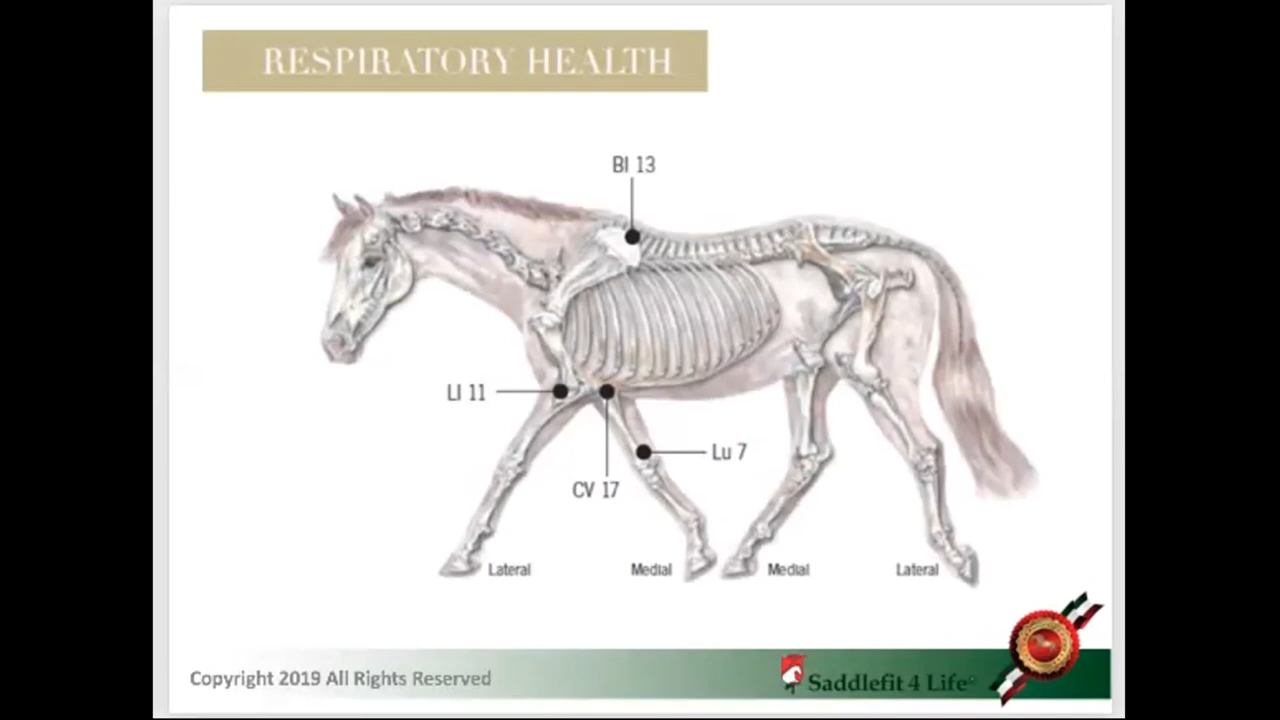 RESPIRATORY HEALTH
Bl 13
LI 11
Lu 7
CV 17
Lateral
Medial
Medial
Lateral
Copyright 2019 All Rights Reserved
Saddlefit 4 Life